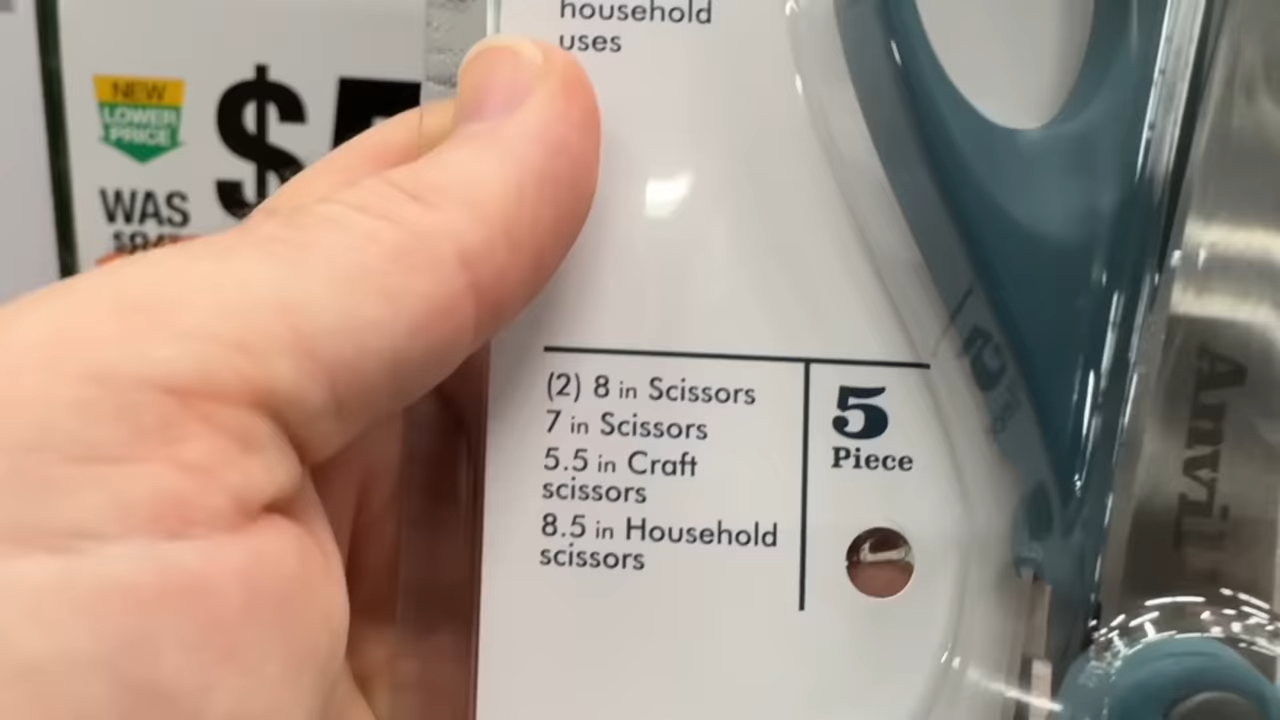 household
uses
NEW
LOWER
PRICE
$
WAS
(2) 8 in Scissors
7 in Scissors
5.5 in Craft
scissors
8.5 in Household
scissors
5
Piece
Anvil